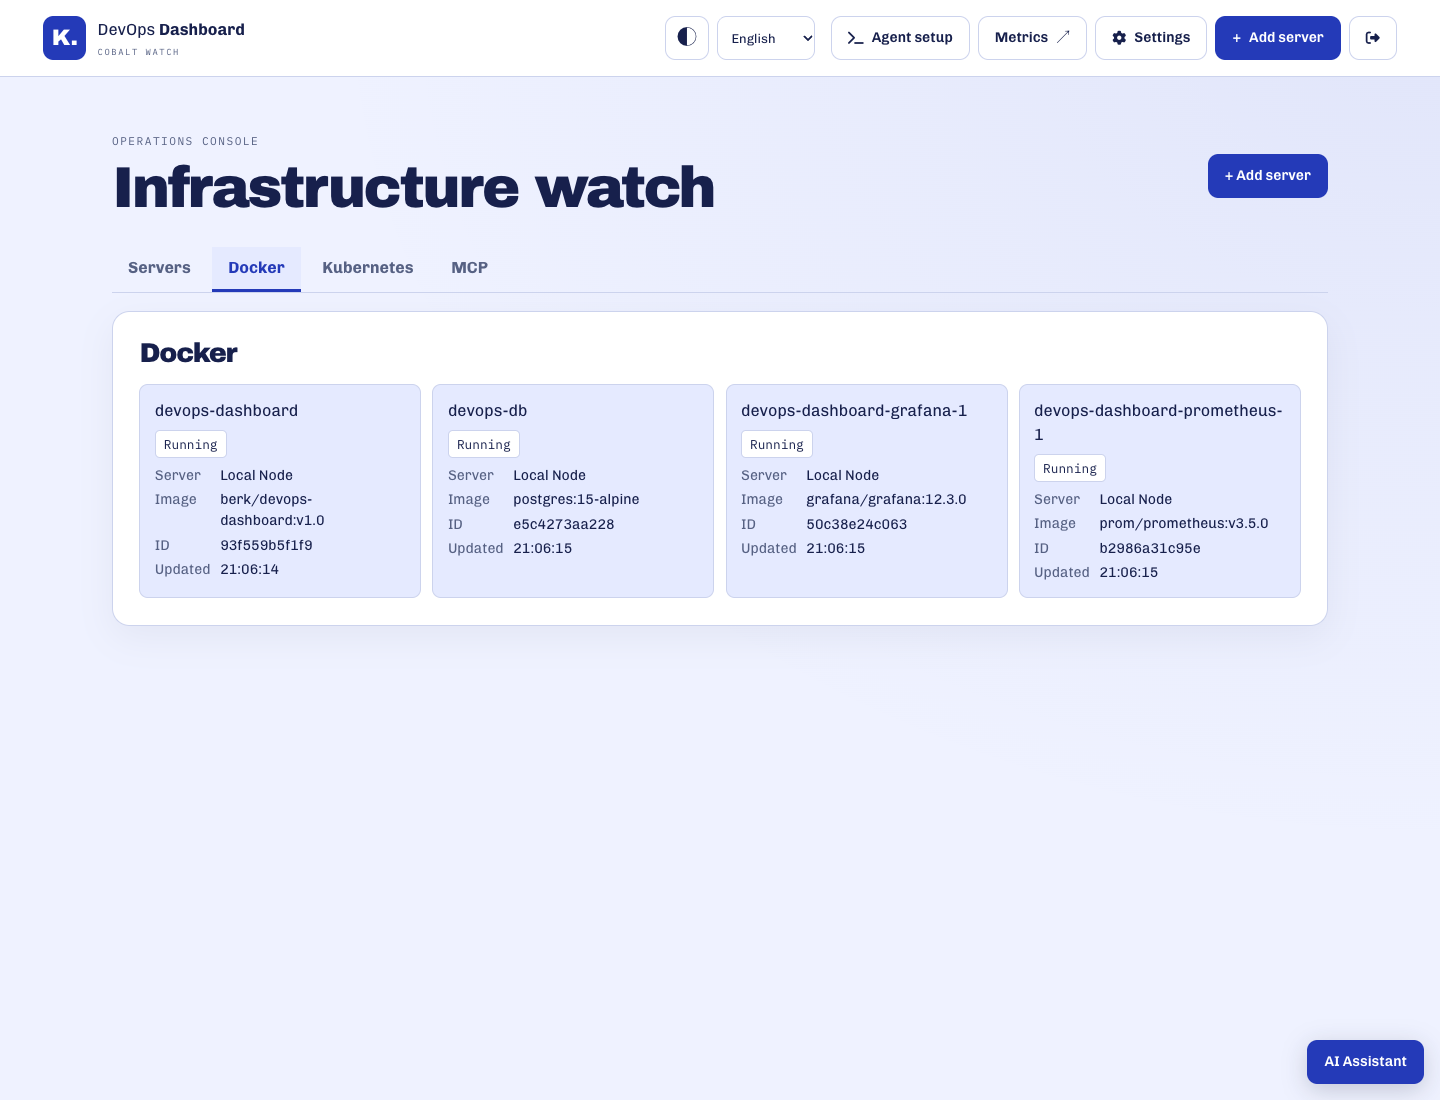 K.
DevOps Dashboard
COBALT WATCH
English
Agent setup
Metrics ↗
Settings
+ Add server
OPERATIONS CONSOLE
Infrastructure watch
+ Add server
Servers
Docker
Kubernetes
MCP
Docker
devops-dashboard
Running
Server Local Node
Image berk/devops-
dashboard:v1.0
ID 93f559b5f1f9
Updated 21:06:14
devops-db
Running
Server Local Node
Image postgres:15-alpine
ID e5c4273aa228
Updated 21:06:15
devops-dashboard-grafana-1
Running
Server Local Node
Image grafana/grafana:12.3.0
ID 50c38e24c063
Updated 21:06:15
devops-dashboard-prometheus-
1
Running
Server Local Node
Image prom/prometheus:v3.5.0
ID b2986a31c95e
Updated 21:06:15
AI Assistant